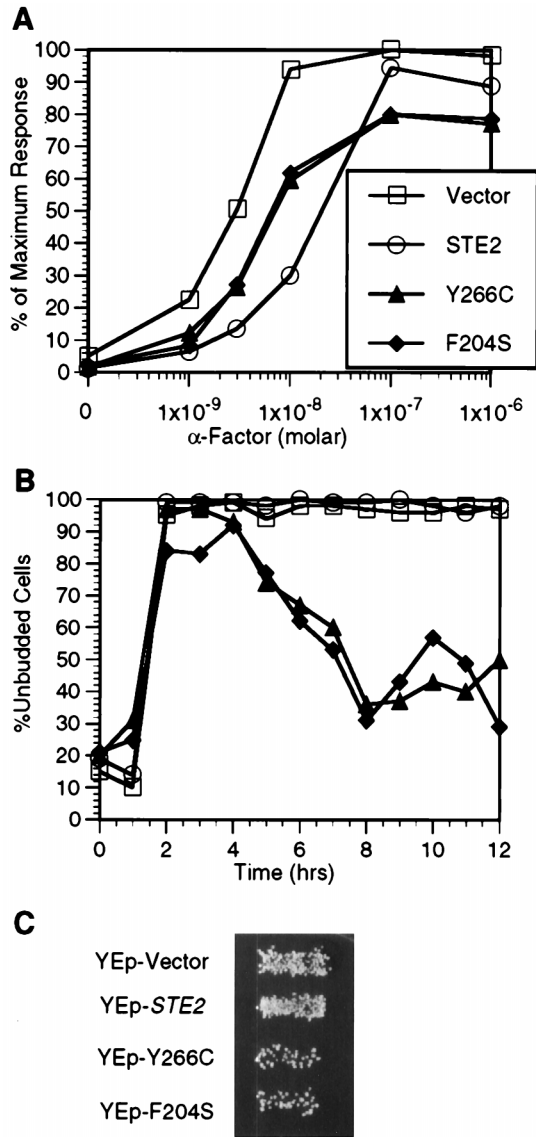 A
% of Maximum Response
100
90
80
70
60
50
40
30
20
10
0
Vector
STE2
Y266C
F204S
0
1x10⁻⁹
1x10⁻⁸
1x10⁻⁷
1x10⁻⁶
α-Factor (molar)
B
%Unbudded Cells
100
90
80
70
60
50
40
30
20
10
0
0
2
4
6
8
10
12
Time (hrs)
C
YEp-Vector
YEp-STE2
YEp-Y266C
YEp-F204S